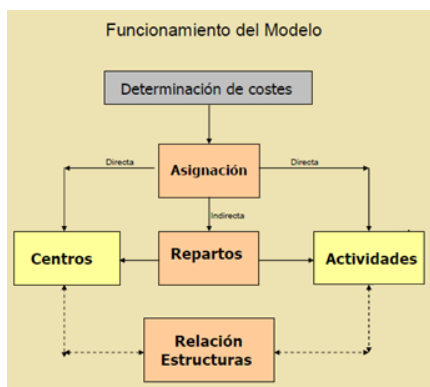 Funcionamiento del Modelo
Determinación de costes
Directa
Directa
Asignación
Indirecta
Centros
Repartos
Actividades
Relación
Estructuras